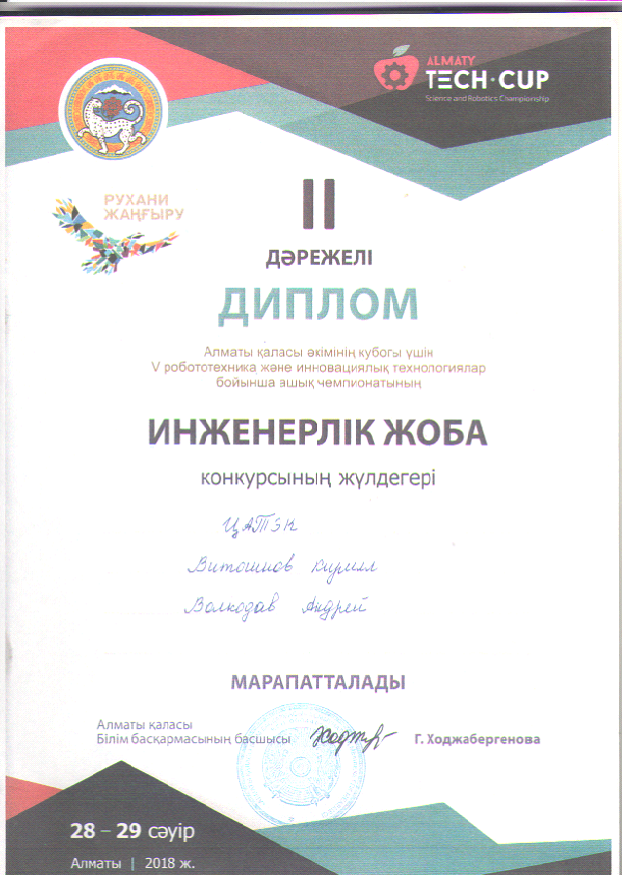 ALMATY
TECH·CUP
Science and Robotics Championship
РУХАНИ
ЖАҢҒЫРУ
II
ДӘРЕЖЕЛІ
ДИПЛОМ
Алматы қаласы әкімінің кубогы үшін
V робототехника және инновациялық технологиялар
бойынша ашық чемпионатының
ИНЖЕНЕРЛІК ЖОБА
конкурсының жүлдегері
ЦАТЭК
Кирилл
Волкодав Андрей
МАРАПАТТАЛАДЫ
Алматы қаласы
Білім басқармасының басшысы Г. Ходжабергенова
28 – 29 сәуір
Алматы | 2018 ж.